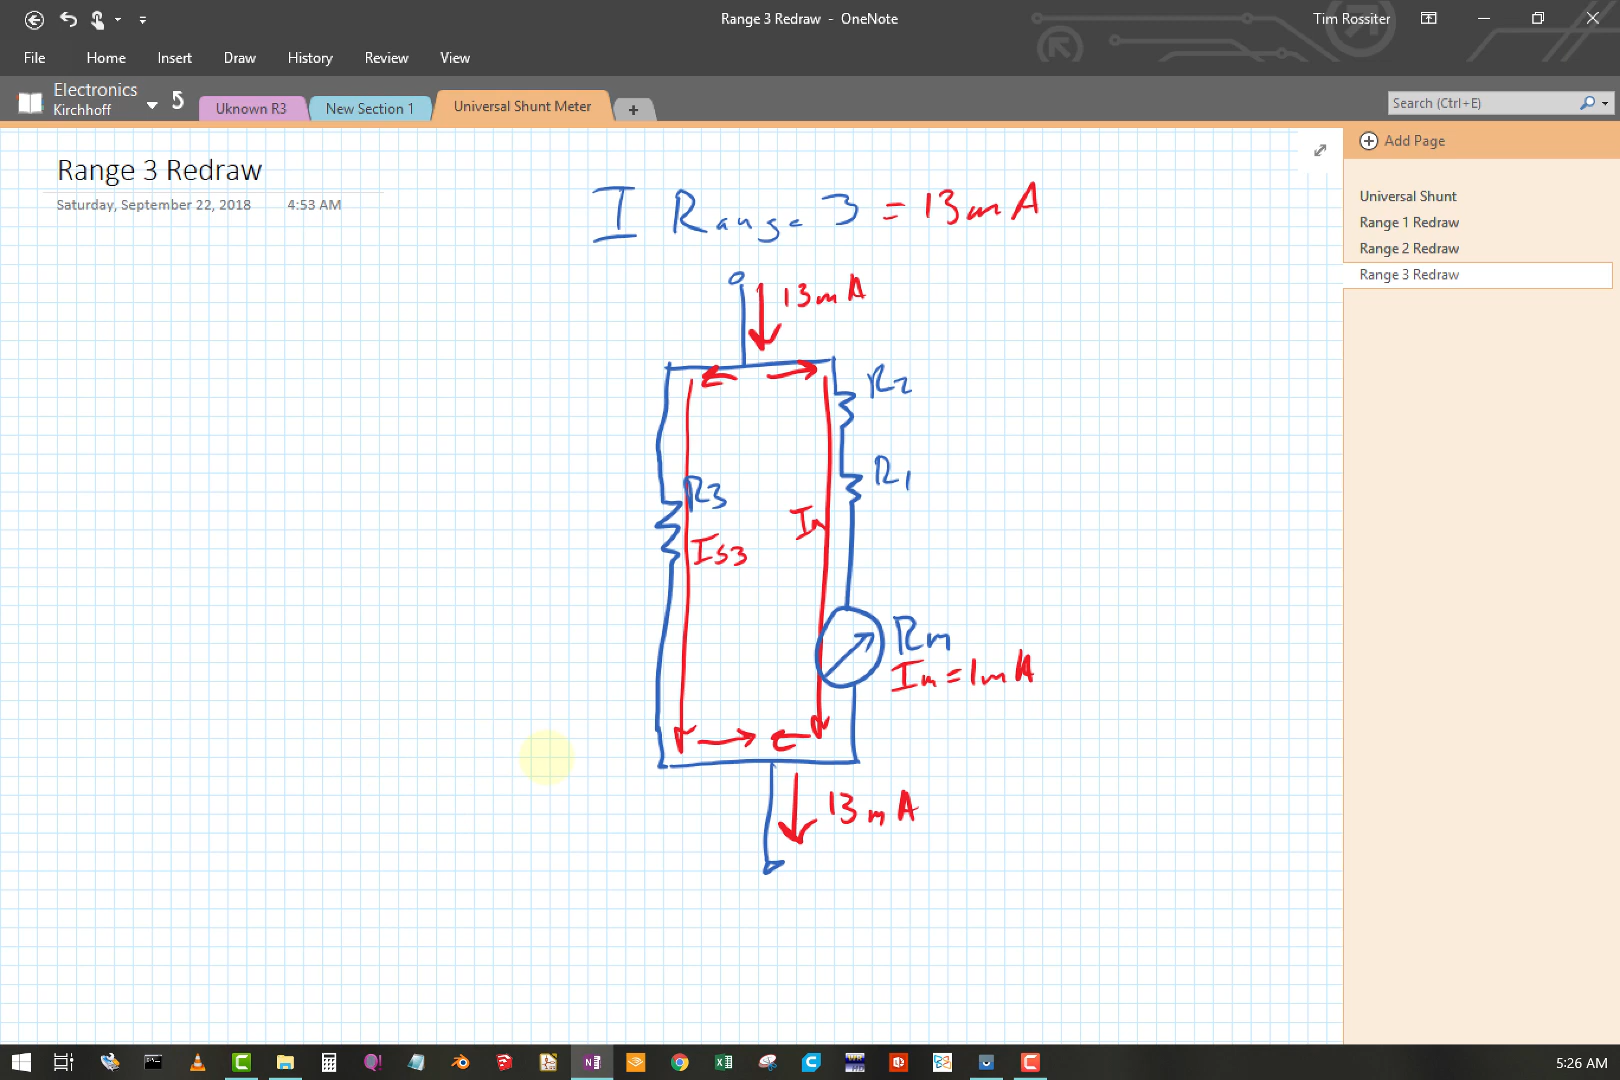 Range 3 Redraw - OneNote
Tim Rossiter
File Home Insert Draw History Review View
Electronics
Kirchhoff
Uknown R3
New Section 1
Universal Shunt Meter
+
Search (Ctrl+E)
Add Page
Universal Shunt
Range 1 Redraw
Range 2 Redraw
Range 3 Redraw
Range 3 Redraw
Saturday, September 22, 2018 4:53 AM
I Range 3 = 13mA
13mA
R2
R1
R3
Im
Is3
Rm
Im = 1mA
13mA
5:26 AM